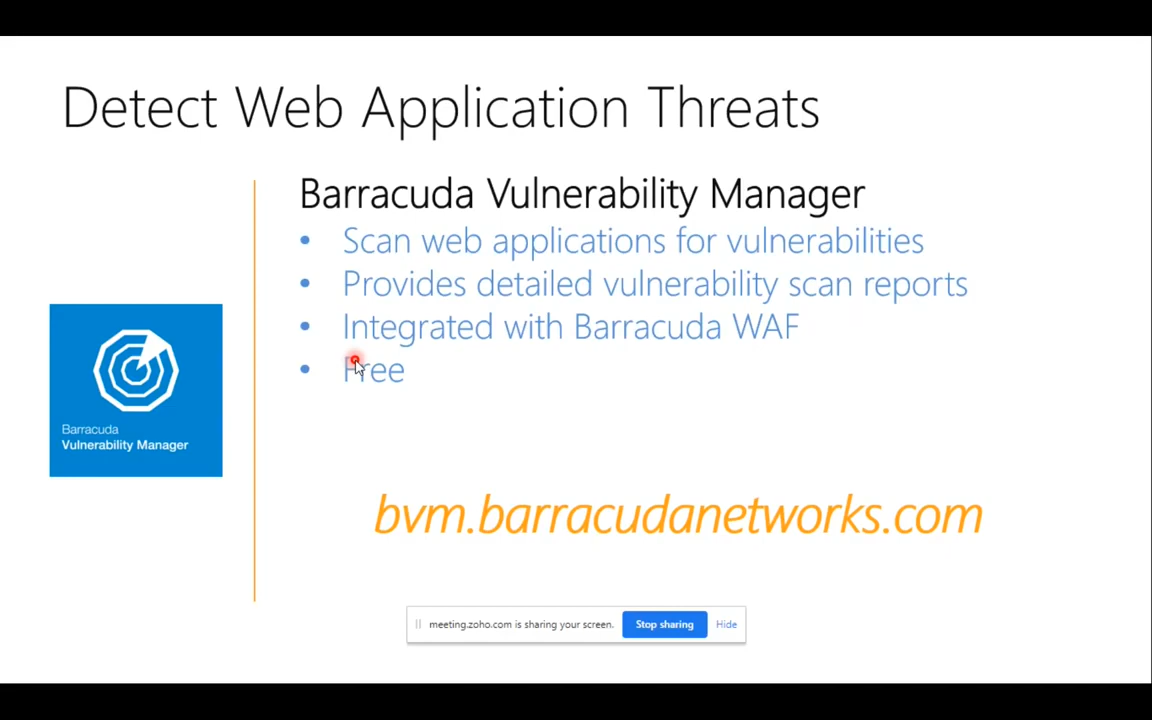 Detect Web Application Threats
Barracuda Vulnerability Manager
• Scan web applications for vulnerabilities
• Provides detailed vulnerability scan reports
• Integrated with Barracuda WAF
• Free
Barracuda
Vulnerability Manager
bvm.barracudanetworks.com
meeting.zoho.com is sharing your screen. Stop sharing Hide